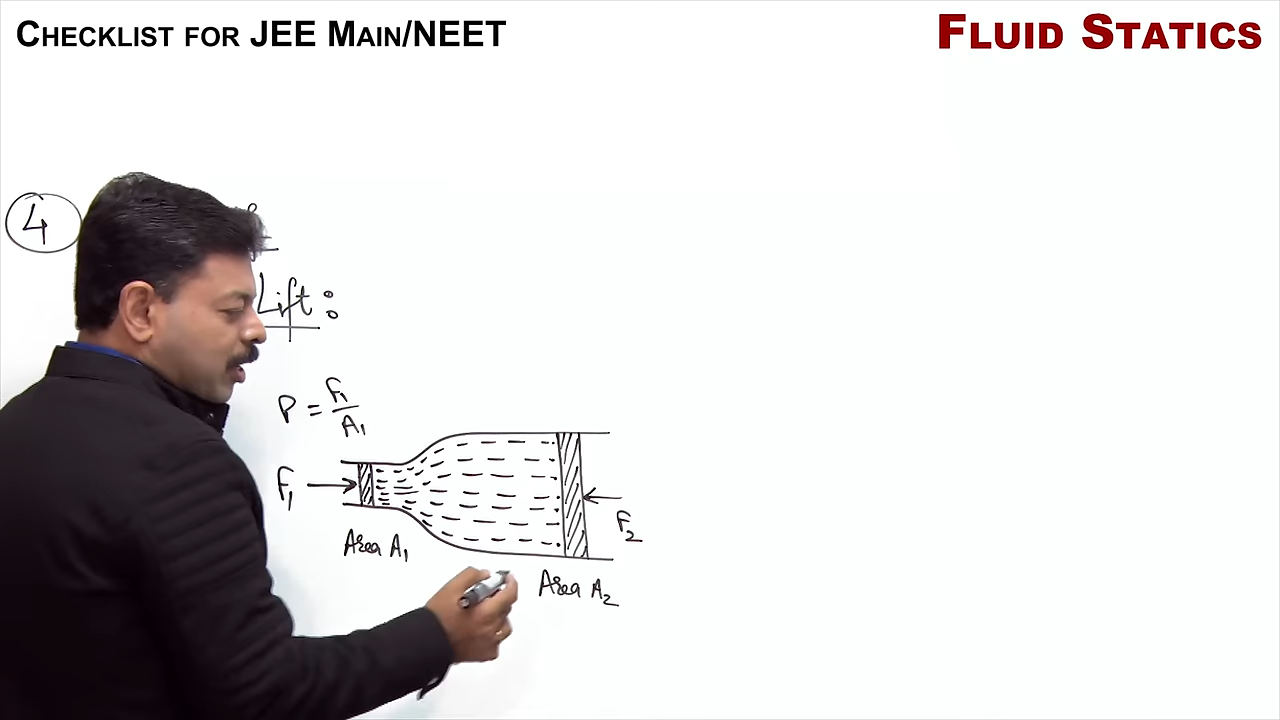 CHECKLIST FOR JEE MAIN/NEET
FLUID STATICS
4
Lift:
P = F₁/A₁
F₁
F₂
Area A₁
Area A₂